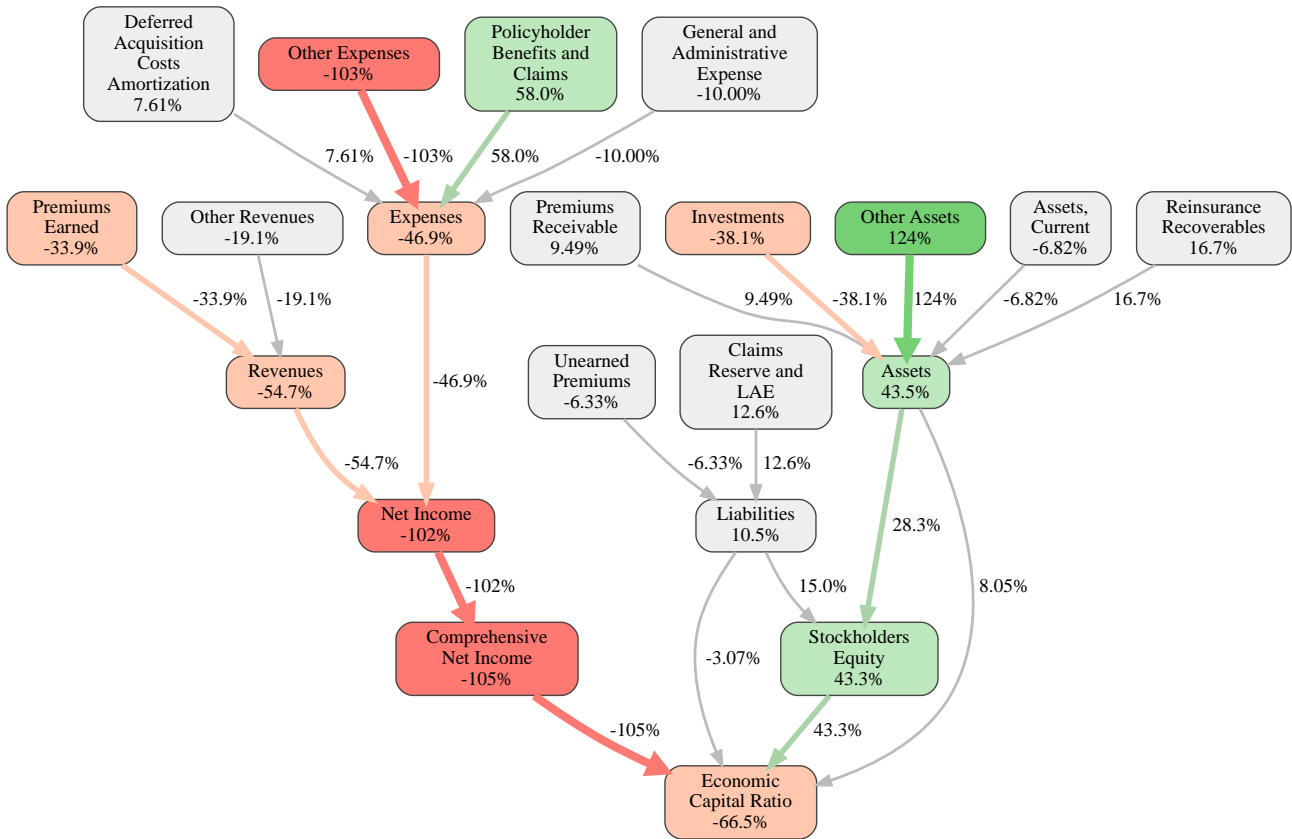 Deferred
Acquisition
Costs
Amortization
7.61%
Other Expenses
-103%
Policyholder
Benefits and
Claims
58.0%
General and
Administrative
Expense
-10.00%
7.61%
-103%
58.0%
-10.00%
Premiums
Earned
-33.9%
Other Revenues
-19.1%
Expenses
-46.9%
Premiums
Receivable
9.49%
Investments
-38.1%
Other Assets
124%
Assets,
Current
-6.82%
Reinsurance
Recoverables
16.7%
-33.9%
-19.1%
9.49%
-38.1%
124%
-6.82%
16.7%
Revenues
-54.7%
-46.9%
Unearned
Premiums
-6.33%
Claims
Reserve and
LAE
12.6%
Assets
43.5%
-54.7%
-6.33%
12.6%
Net Income
-102%
Liabilities
10.5%
28.3%
-102%
15.0%
8.05%
Comprehensive
Net Income
-105%
-3.07%
Stockholders
Equity
43.3%
-105%
43.3%
Economic
Capital Ratio
-66.5%